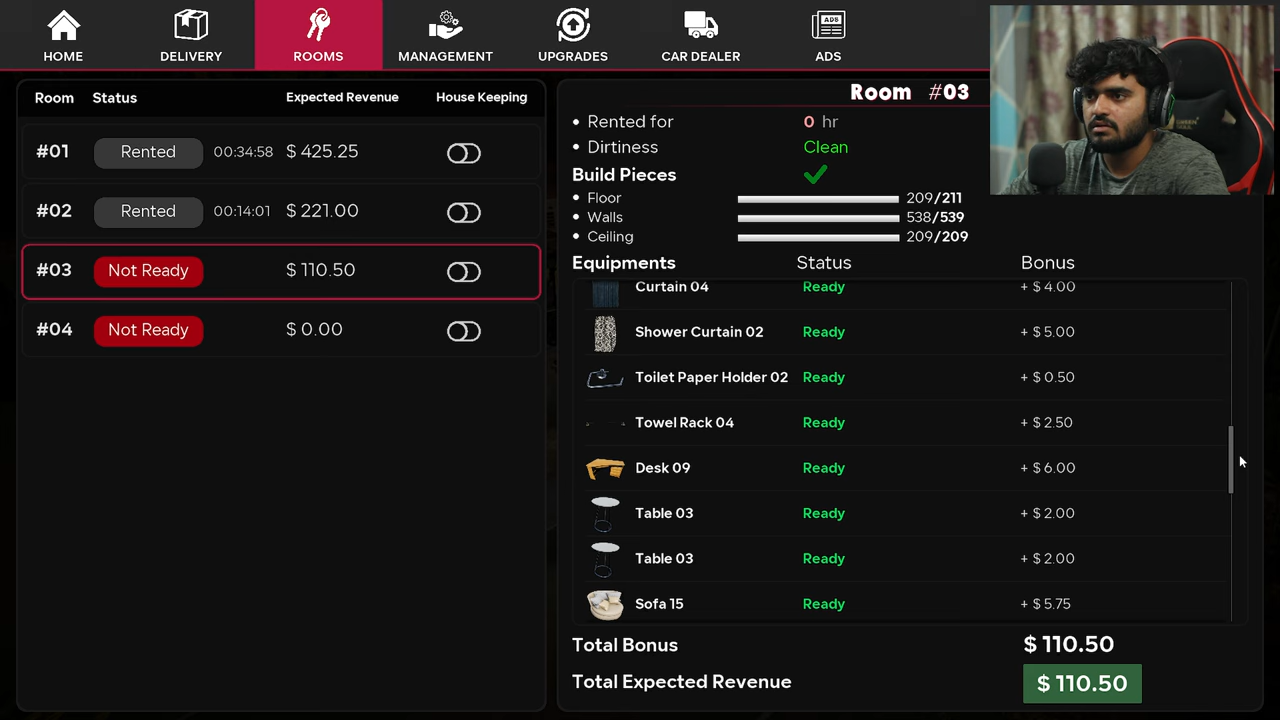 HOME
DELIVERY
ROOMS
MANAGEMENT
UPGRADES
CAR DEALER
ADS
Room Status Expected Revenue House Keeping
#01 Rented 00:34:58 $ 425.25
#02 Rented 00:14:01 $ 221.00
#03 Not Ready $ 110.50
#04 Not Ready $ 0.00
Room #03
• Rented for 0 hr
• Dirtiness Clean
Build Pieces
• Floor 209/211
• Walls 538/539
• Ceiling 209/209
Equipments Status Bonus
Curtain 04 Ready + $ 4.00
Shower Curtain 02 Ready + $ 5.00
Toilet Paper Holder 02 Ready + $ 0.50
Towel Rack 04 Ready + $ 2.50
Desk 09 Ready + $ 6.00
Table 03 Ready + $ 2.00
Table 03 Ready + $ 2.00
Sofa 15 Ready + $ 5.75
Total Bonus $ 110.50
Total Expected Revenue $ 110.50